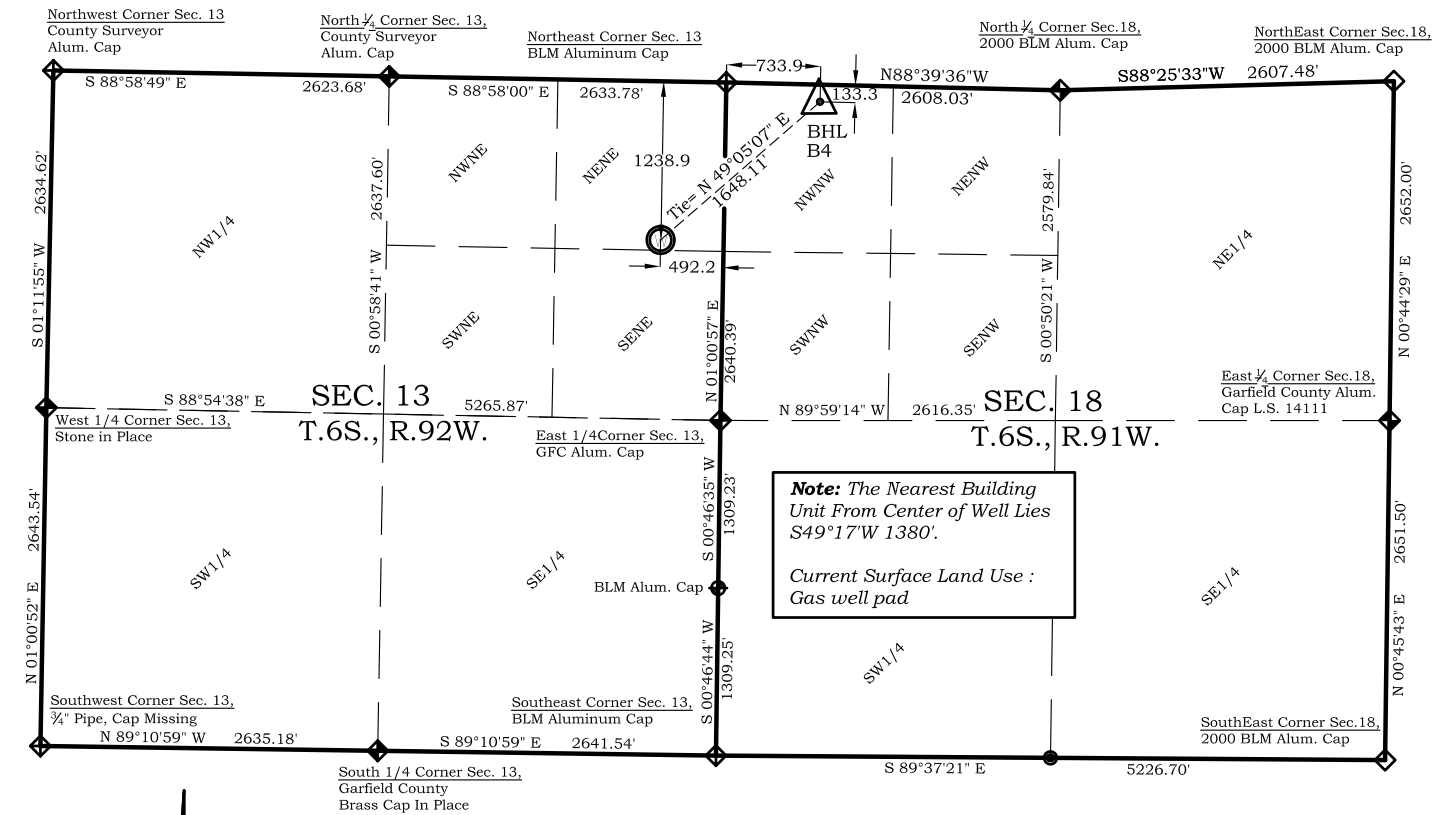 Northwest Corner Sec. 13
County Surveyor
Alum. Cap
North 1/4 Corner Sec. 13,
County Surveyor
Alum. Cap
Northeast Corner Sec. 13
BLM Aluminum Cap
North 1/4 Corner Sec.18,
2000 BLM Alum. Cap
NorthEast Corner Sec.18,
2000 BLM Alum. Cap
S 88°58'49" E
2623.68'
S 88°58'00" E
2633.78'
733.9
133.3
N88°39'36"W
2608.03'
S88°25'33"W
2607.48'
BHL
B4
Tie= N 49°05'07" E
1648.11'
1238.9
492.2
NWNE
NENE
NWNW
NENW
SWNE
SENE
SWNW
SENW
NW1/4
NE1/4
2634.62'
S 01°11'55" W
2637.60'
S 00°58'41" W
N 01°00'57" E
2640.39'
2579.84'
S 00°50'21" W
2652.00'
N 00°44'29" E
S 88°54'38" E
5265.87'
SEC. 13
T.6S., R.92W.
West 1/4 Corner Sec. 13,
Stone in Place
East 1/4Corner Sec. 13,
GFC Alum. Cap
N 89°59'14" W
2616.35'
SEC. 18
T.6S., R.91W.
East 1/4 Corner Sec.18,
Garfield County Alum.
Cap L.S. 14111
Note: The Nearest Building
Unit From Center of Well Lies
S49°17'W 1380'.
Current Surface Land Use :
Gas well pad
2643.54'
N 01°00'52" E
SW1/4
SE1/4
S 00°46'35" W
1309.23'
BLM Alum. Cap
S 00°46'44" W
1309.25'
SW1/4
SE1/4
2651.50'
N 00°45'43" E
Southwest Corner Sec. 13,
¾" Pipe, Cap Missing
N 89°10'59" W
2635.18'
Southeast Corner Sec. 13,
BLM Aluminum Cap
S 89°10'59" E
2641.54'
South 1/4 Corner Sec. 13,
Garfield County
Brass Cap In Place
SouthEast Corner Sec.18,
2000 BLM Alum. Cap
S 89°37'21" E
5226.70'